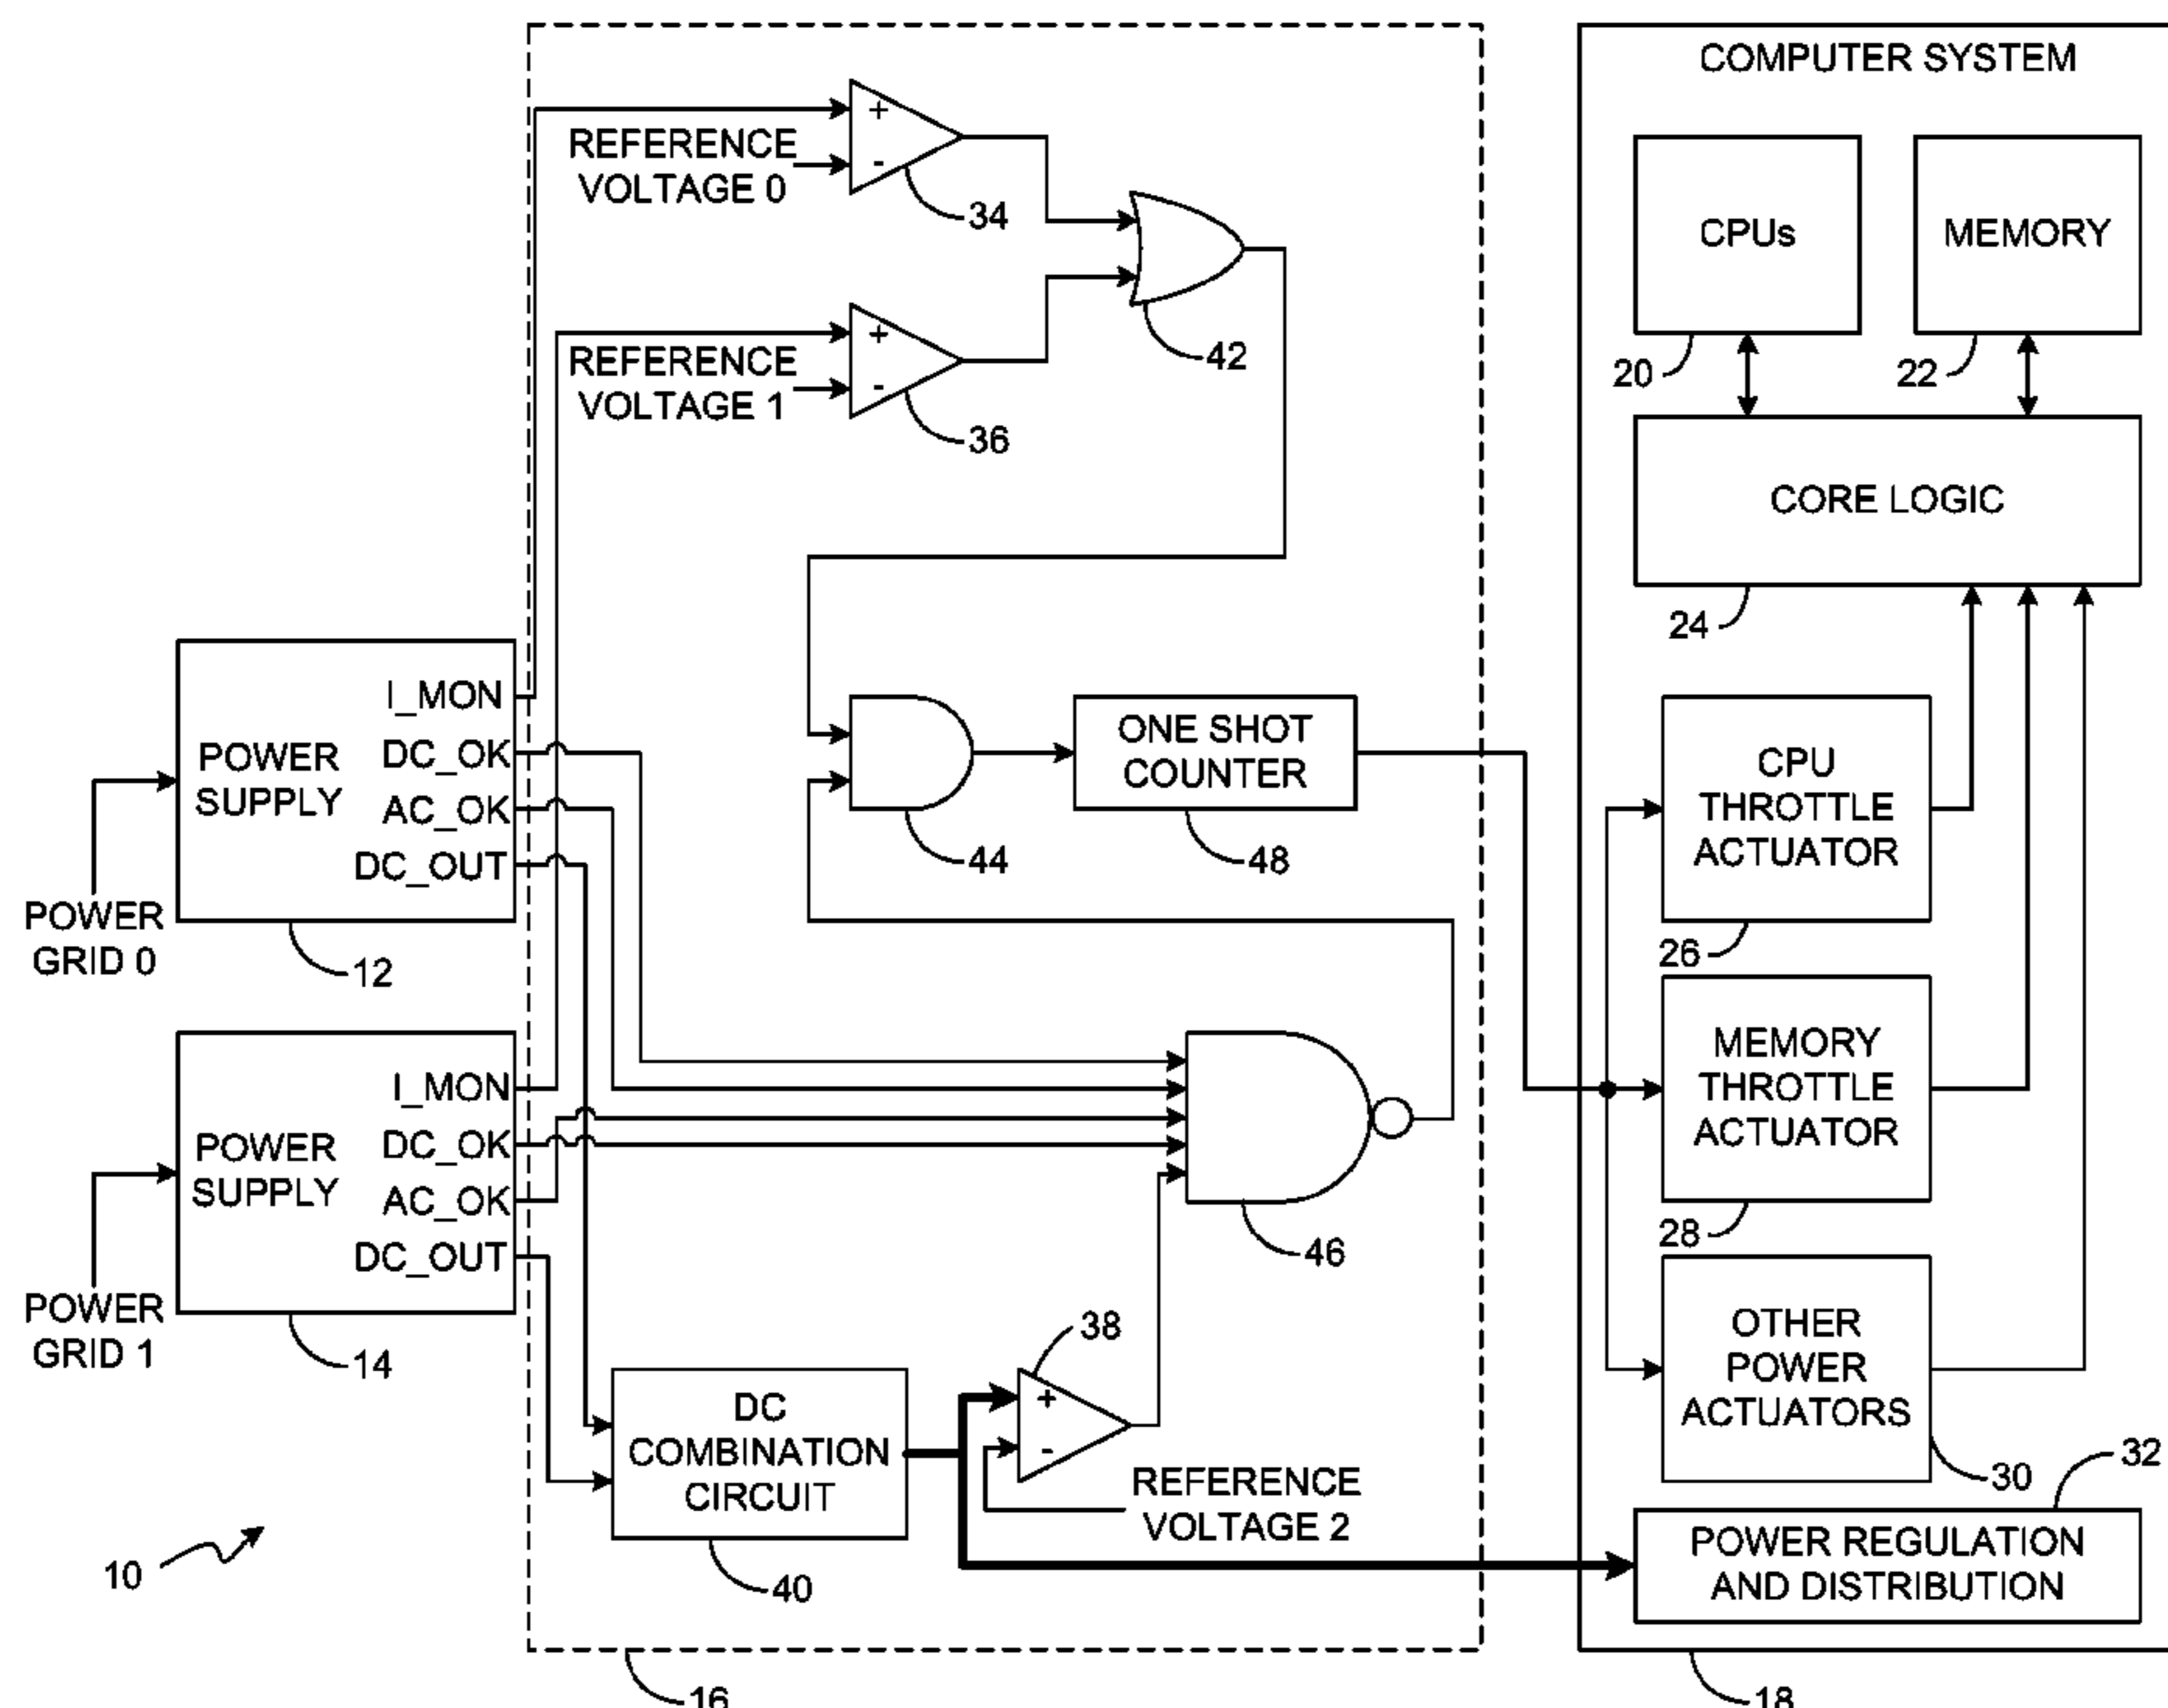 COMPUTER SYSTEM
+
REFERENCE
VOLTAGE 0
-
34
CPUs
MEMORY
42
20
22
+
REFERENCE
VOLTAGE 1
-
36
CORE LOGIC
24
POWER
SUPPLY
I_MON
DC_OK
AC_OK
DC_OUT
POWER
GRID 0
12
44
ONE SHOT
COUNTER
48
CPU
THROTTLE
ACTUATOR
26
POWER
SUPPLY
I_MON
DC_OK
AC_OK
DC_OUT
POWER
GRID 1
14
46
MEMORY
THROTTLE
ACTUATOR
28
38
+
-
DC
COMBINATION
CIRCUIT
40
REFERENCE
VOLTAGE 2
OTHER
POWER
ACTUATORS
30
32
POWER REGULATION
AND DISTRIBUTION
10
16
18